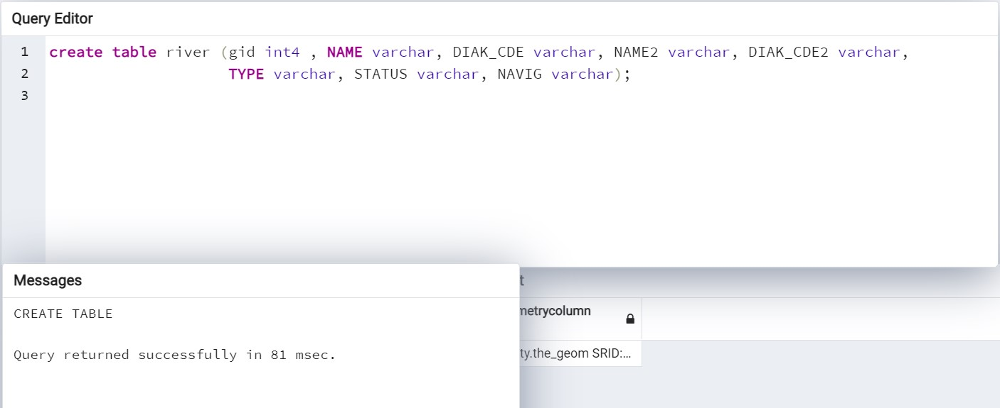 Query Editor
1 create table river (gid int4 , NAME varchar, DIAK_CDE varchar, NAME2 varchar, DIAK_CDE2 varchar,
2 TYPE varchar, STATUS varchar, NAVIG varchar);
3
Messages
t
CREATE TABLE
metrycolumn
Query returned successfully in 81 msec.
ty.the_geom SRID:...